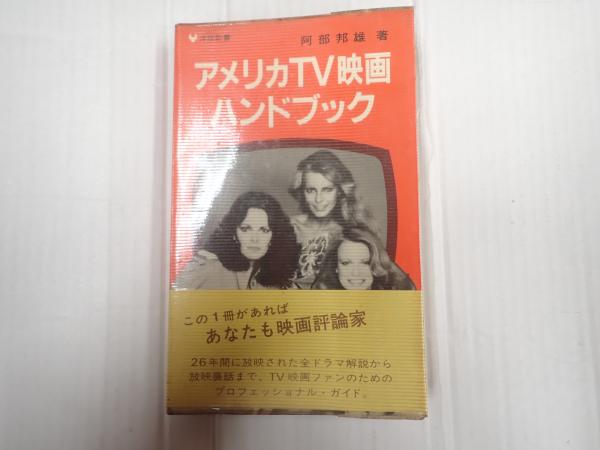 阿部邦雄 著
アメリカTV映画
ハンドブック
この1冊があれば
あなたも映画評論家
26年間に放映された全ドラマ解説から
放映裏話まで、TV映画ファンのための
プロフェッショナル・ガイド。